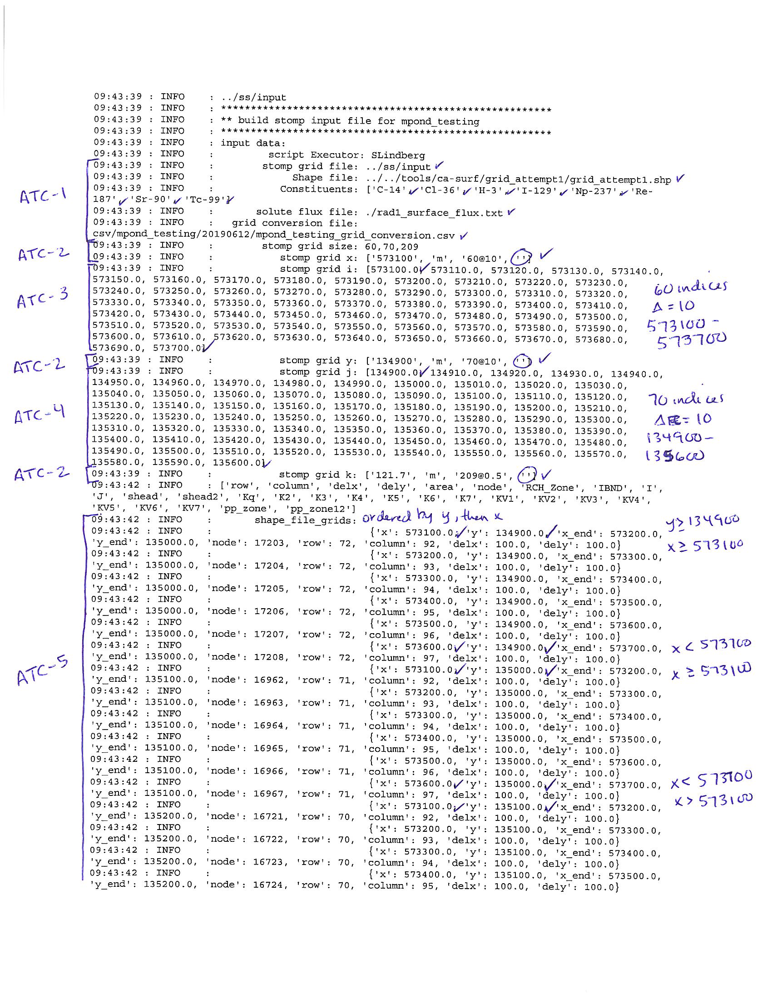 09:43:39 : INFO : ../ss/input
09:43:39 : INFO : *******************************************************
09:43:39 : INFO : ** build stomp input file for mpond_testing
09:43:39 : INFO : *******************************************************
09:43:39 : INFO : input data:
09:43:39 : INFO : script Executor: SLindberg
09:43:39 : INFO : stomp grid file: ../ss/input ✓
09:43:39 : INFO : Shape file: ../../tools/ca-surf/grid_attempt1/grid_attempt1.shp ✓
ATC-1 09:43:39 : INFO : Constituents: ['C-14', 'Cl-36', 'H-3', 'I-129', 'Np-237', 'Re-
187', 'Sr-90', 'Tc-99']
09:43:39 : INFO : solute flux file: ./rad1_surface_flux.txt ✓
09:43:39 : INFO : grid conversion file:
csv/mpond_testing/20190612/mpond_testing_grid_conversion.csv ✓
ATC-2 09:43:39 : INFO : stomp grid size: 60,70,209
09:43:39 : INFO : stomp grid x: ['573100', 'm', '60@10', ''] ✓
09:43:39 : INFO : stomp grid i: [573100.0, 573110.0, 573120.0, 573130.0, 573140.0,
573150.0, 573160.0, 573170.0, 573180.0, 573190.0, 573200.0, 573210.0, 573220.0, 573230.0,
ATC-3 573240.0, 573250.0, 573260.0, 573270.0, 573280.0, 573290.0, 573300.0, 573310.0, 573320.0, 60 indices
573330.0, 573340.0, 573350.0, 573360.0, 573370.0, 573380.0, 573390.0, 573400.0, 573410.0, Δ = 10
573420.0, 573430.0, 573440.0, 573450.0, 573460.0, 573470.0, 573480.0, 573490.0, 573500.0,
573510.0, 573520.0, 573530.0, 573540.0, 573550.0, 573560.0, 573570.0, 573580.0, 573590.0, 573100 -
573600.0, 573610.0, 573620.0, 573630.0, 573640.0, 573650.0, 573660.0, 573670.0, 573680.0, 573700
573690.0, 573700.0]
ATC-2 09:43:39 : INFO : stomp grid y: ['134900', 'm', '70@10', ''] ✓
09:43:39 : INFO : stomp grid j: [134900.0, 134910.0, 134920.0, 134930.0, 134940.0,
134950.0, 134960.0, 134970.0, 134980.0, 134990.0, 135000.0, 135010.0, 135020.0, 135030.0,
135040.0, 135050.0, 135060.0, 135070.0, 135080.0, 135090.0, 135100.0, 135110.0, 135120.0, 70 indices
ATC-4 135130.0, 135140.0, 135150.0, 135160.0, 135170.0, 135180.0, 135190.0, 135200.0, 135210.0,
135220.0, 135230.0, 135240.0, 135250.0, 135260.0, 135270.0, 135280.0, 135290.0, 135300.0, Δ = 10
135310.0, 135320.0, 135330.0, 135340.0, 135350.0, 135360.0, 135370.0, 135380.0, 135390.0,
135400.0, 135410.0, 135420.0, 135430.0, 135440.0, 135450.0, 135460.0, 135470.0, 135480.0, 134900-
135490.0, 135500.0, 135510.0, 135520.0, 135530.0, 135540.0, 135550.0, 135560.0, 135570.0, 135600
135580.0, 135590.0, 135600.0]
ATC-2 09:43:39 : INFO : stomp grid k: ['121.7', 'm', '209@0.5', ''] ✓
09:43:42 : INFO : ['row', 'column', 'delx', 'dely', 'area', 'node', 'RCH_Zone', 'IBND', 'I',
'J', 'shead', 'shead2', 'Kq', 'K2', 'K3', 'K4', 'K5', 'K6', 'K7', 'KV1', 'KV2', 'KV3', 'KV4',
'KV5', 'KV6', 'KV7', 'pp_zone', 'pp_zone12']
09:43:42 : INFO : shape_file_grids: ordered by y, then x
09:43:42 : INFO : {'x': 573100.0, 'y': 134900.0, 'x_end': 573200.0, y≥134900
'y_end': 135000.0, 'node': 17203, 'row': 72, 'column': 92, 'delx': 100.0, 'dely': 100.0} x ≥ 573100
09:43:42 : INFO : {'x': 573200.0, 'y': 134900.0, 'x_end': 573300.0,
'y_end': 135000.0, 'node': 17204, 'row': 72, 'column': 93, 'delx': 100.0, 'dely': 100.0}
09:43:42 : INFO : {'x': 573300.0, 'y': 134900.0, 'x_end': 573400.0,
'y_end': 135000.0, 'node': 17205, 'row': 72, 'column': 94, 'delx': 100.0, 'dely': 100.0}
09:43:42 : INFO : {'x': 573400.0, 'y': 134900.0, 'x_end': 573500.0,
'y_end': 135000.0, 'node': 17206, 'row': 72, 'column': 95, 'delx': 100.0, 'dely': 100.0}
09:43:42 : INFO : {'x': 573500.0, 'y': 134900.0, 'x_end': 573600.0,
'y_end': 135000.0, 'node': 17207, 'row': 72, 'column': 96, 'delx': 100.0, 'dely': 100.0}
09:43:42 : INFO : {'x': 573600.0, 'y': 134900.0, 'x_end': 573700.0, x < 573700
'y_end': 135000.0, 'node': 17208, 'row': 72, 'column': 97, 'delx': 100.0, 'dely': 100.0}
ATC-5 09:43:42 : INFO : {'x': 573100.0, 'y': 135000.0, 'x_end': 573200.0, x ≥ 573100
'y_end': 135100.0, 'node': 16962, 'row': 71, 'column': 92, 'delx': 100.0, 'dely': 100.0}
09:43:42 : INFO : {'x': 573200.0, 'y': 135000.0, 'x_end': 573300.0,
'y_end': 135100.0, 'node': 16963, 'row': 71, 'column': 93, 'delx': 100.0, 'dely': 100.0}
09:43:42 : INFO : {'x': 573300.0, 'y': 135000.0, 'x_end': 573400.0,
'y_end': 135100.0, 'node': 16964, 'row': 71, 'column': 94, 'delx': 100.0, 'dely': 100.0}
09:43:42 : INFO : {'x': 573400.0, 'y': 135000.0, 'x_end': 573500.0,
'y_end': 135100.0, 'node': 16965, 'row': 71, 'column': 95, 'delx': 100.0, 'dely': 100.0}
09:43:42 : INFO : {'x': 573500.0, 'y': 135000.0, 'x_end': 573600.0,
'y_end': 135100.0, 'node': 16966, 'row': 71, 'column': 96, 'delx': 100.0, 'dely': 100.0}
09:43:42 : INFO : {'x': 573600.0, 'y': 135000.0, 'x_end': 573700.0, x< 573700
'y_end': 135100.0, 'node': 16967, 'row': 71, 'column': 97, 'delx': 100.0, 'dely': 100.0}
09:43:42 : INFO : {'x': 573100.0, 'y': 135100.0, 'x_end': 573200.0, x > 573100
'y_end': 135200.0, 'node': 16721, 'row': 70, 'column': 92, 'delx': 100.0, 'dely': 100.0}
09:43:42 : INFO : {'x': 573200.0, 'y': 135100.0, 'x_end': 573300.0,
'y_end': 135200.0, 'node': 16722, 'row': 70, 'column': 93, 'delx': 100.0, 'dely': 100.0}
09:43:42 : INFO : {'x': 573300.0, 'y': 135100.0, 'x_end': 573400.0,
'y_end': 135200.0, 'node': 16723, 'row': 70, 'column': 94, 'delx': 100.0, 'dely': 100.0}
09:43:42 : INFO : {'x': 573400.0, 'y': 135100.0, 'x_end': 573500.0,
'y_end': 135200.0, 'node': 16724, 'row': 70, 'column': 95, 'delx': 100.0, 'dely': 100.0}